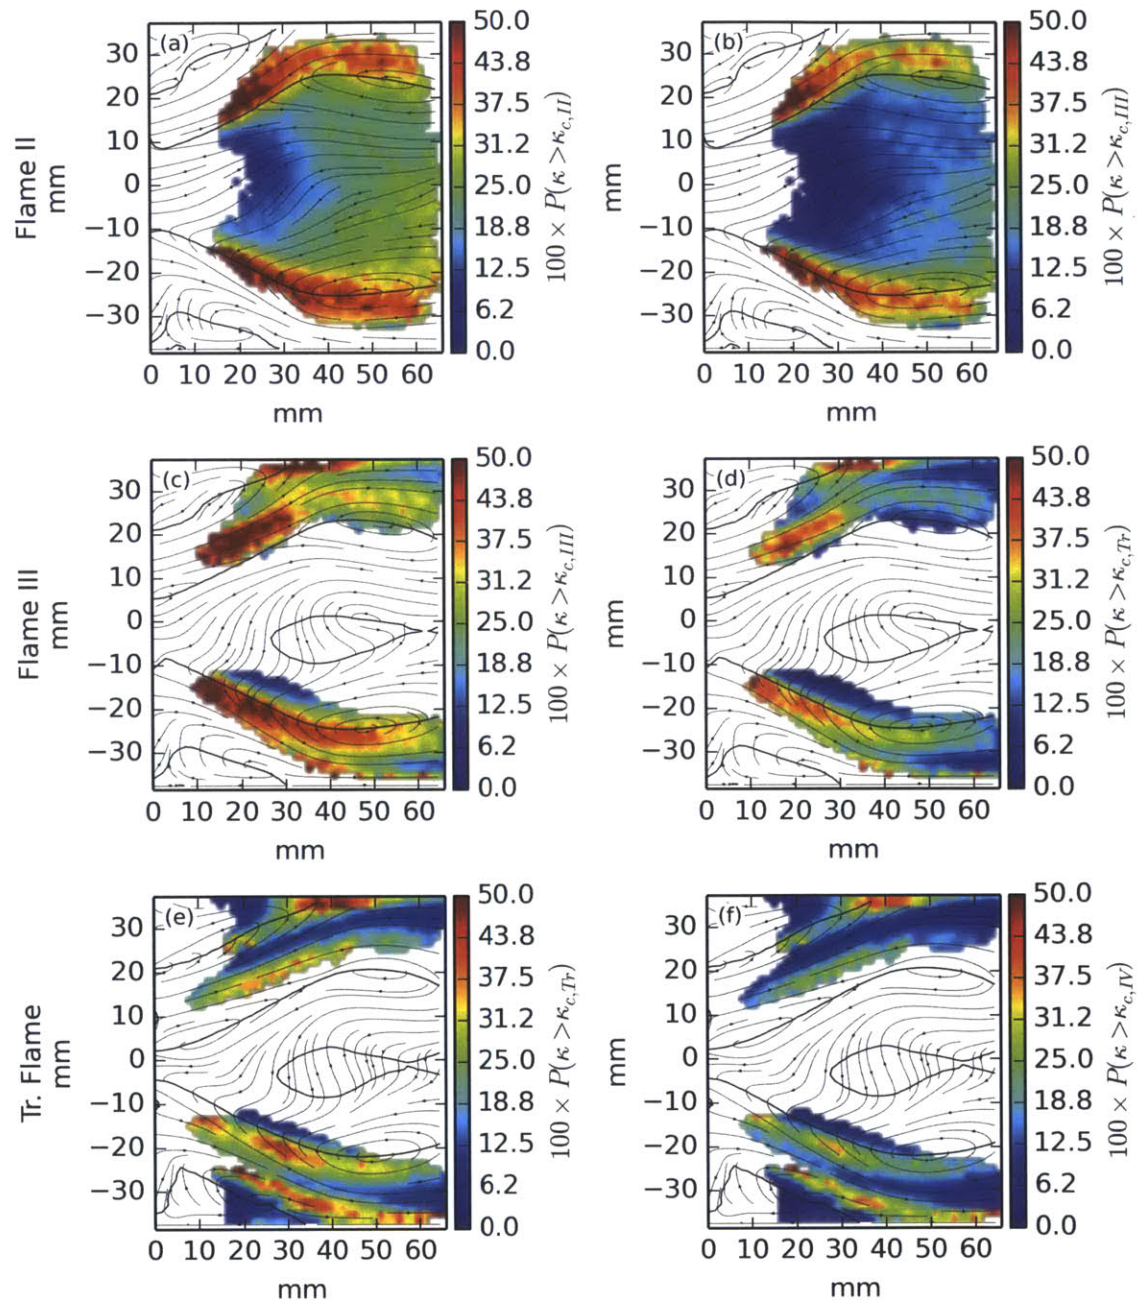 Flame II
mm
(a)
30
20
10
0
−10
−20
−30
0 10 20 30 40 50 60
mm
50.0
43.8
37.5
31.2
25.0
18.8
12.5
6.2
0.0
100 × P(κ > κ_{c,II})
mm
(b)
30
20
10
0
−10
−20
−30
0 10 20 30 40 50 60
mm
50.0
43.8
37.5
31.2
25.0
18.8
12.5
6.2
0.0
100 × P(κ > κ_{c,III})
Flame III
mm
(c)
30
20
10
0
−10
−20
−30
0 10 20 30 40 50 60
mm
50.0
43.8
37.5
31.2
25.0
18.8
12.5
6.2
0.0
100 × P(κ > κ_{c,III})
mm
(d)
30
20
10
0
−10
−20
−30
0 10 20 30 40 50 60
mm
50.0
43.8
37.5
31.2
25.0
18.8
12.5
6.2
0.0
100 × P(κ > κ_{c,Tr})
Tr. Flame
mm
(e)
30
20
10
0
−10
−20
−30
0 10 20 30 40 50 60
mm
50.0
43.8
37.5
31.2
25.0
18.8
12.5
6.2
0.0
100 × P(κ > κ_{c,Tr})
mm
(f)
30
20
10
0
−10
−20
−30
0 10 20 30 40 50 60
mm
50.0
43.8
37.5
31.2
25.0
18.8
12.5
6.2
0.0
100 × P(κ > κ_{c,IV})